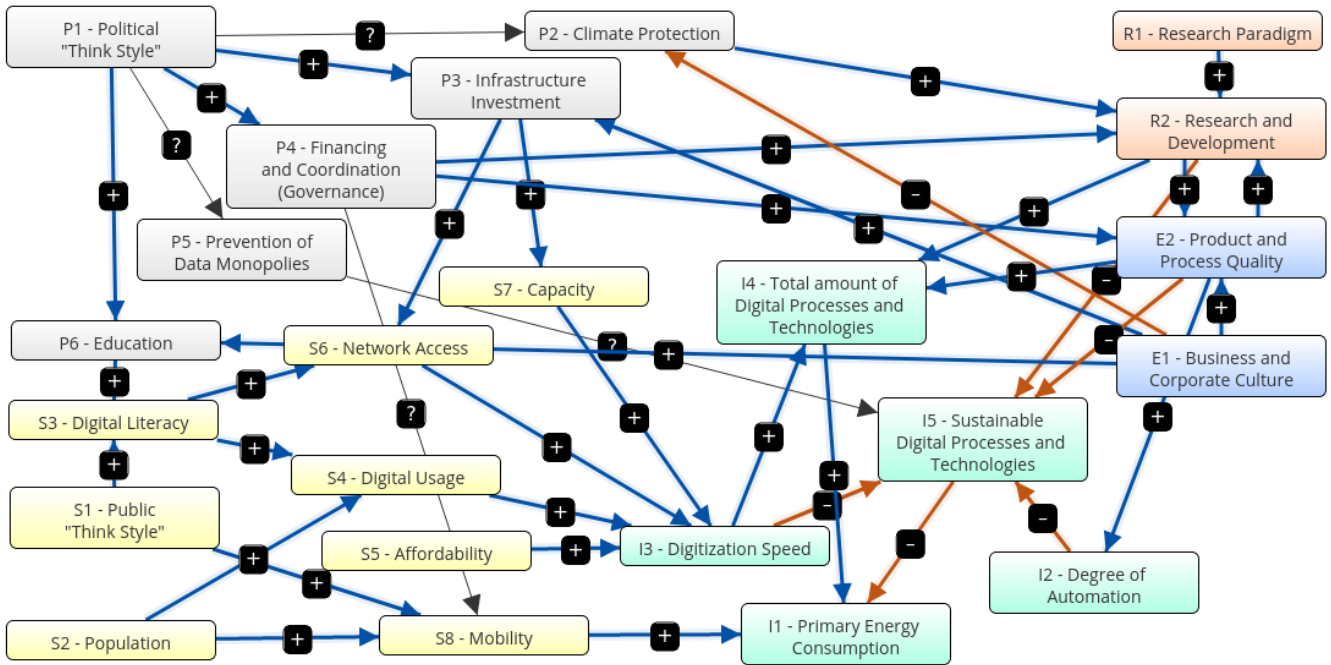 P1 - Political
"Think Style"
?
P2 - Climate Protection
R1 - Research Paradigm
+
+
P3 - Infrastructure
Investment
+
+
R2 - Research and
Development
P4 - Financing
and Coordination
(Governance)
?
+
+
+
+
+
+
–
+
+
+
+
P5 - Prevention of
Data Monopolies
E2 - Product and
Process Quality
S7 - Capacity
I4 - Total amount of
Digital Processes and
Technologies
+
–
+
P6 - Education
S6 - Network Access
?
+
–
E1 - Business and
Corporate Culture
+
+
S3 - Digital Literacy
?
+
+
+
I5 - Sustainable
Digital Processes and
Technologies
+
+
+
+
S4 - Digital Usage
S1 - Public
"Think Style"
+
–
–
+
–
S5 - Affordability
+
I3 - Digitization Speed
+
+
I2 - Degree of
Automation
S2 - Population
+
S8 - Mobility
+
I1 - Primary Energy
Consumption